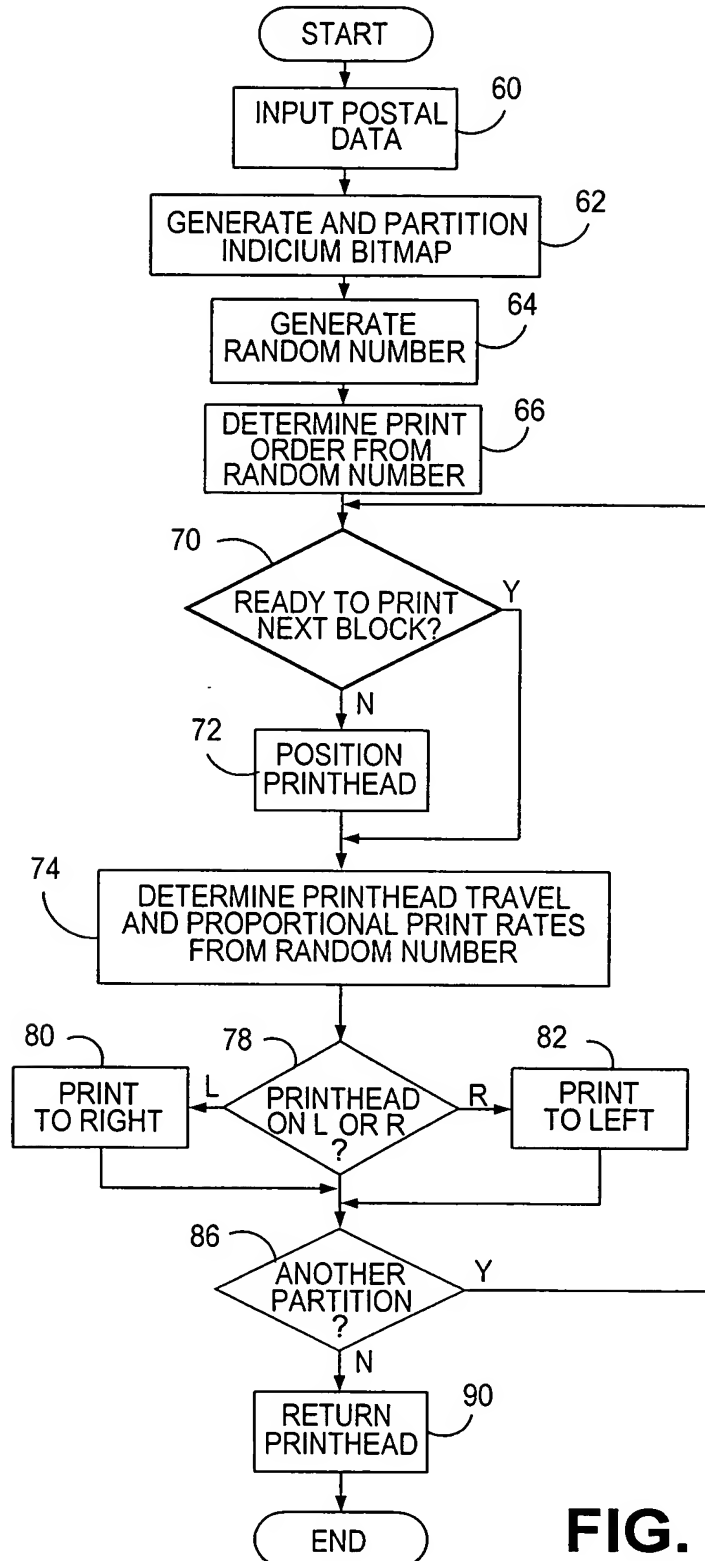 START
60
INPUT POSTAL
DATA
62
GENERATE AND PARTITION
INDICIUM BITMAP
64
GENERATE
RANDOM NUMBER
66
DETERMINE PRINT
ORDER FROM
RANDOM NUMBER
70
READY TO PRINT
NEXT BLOCK?
Y
N
72
POSITION
PRINTHEAD
74
DETERMINE PRINTHEAD TRAVEL
AND PROPORTIONAL PRINT RATES
FROM RANDOM NUMBER
80
PRINT
TO RIGHT
L
78
PRINTHEAD
ON L OR R
?
R
82
PRINT
TO LEFT
86
ANOTHER
PARTITION
?
Y
N
90
RETURN
PRINTHEAD
END
FIG.